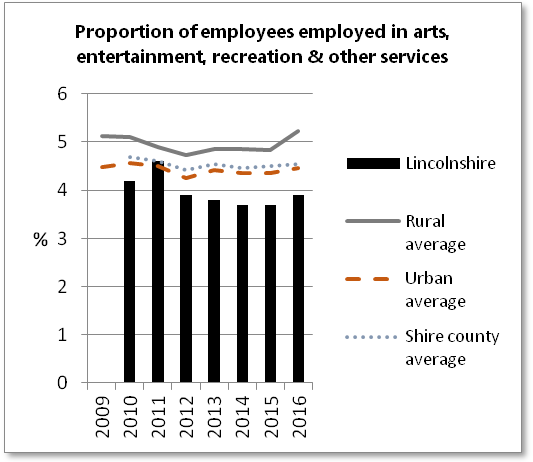 Proportion of employees employed in arts,
entertainment, recreation & other services
6
5
4
3
2
1
0
%
2009
2010
2011
2012
2013
2014
2015
2016
Lincolnshire
Rural
average
Urban
average
Shire county
average